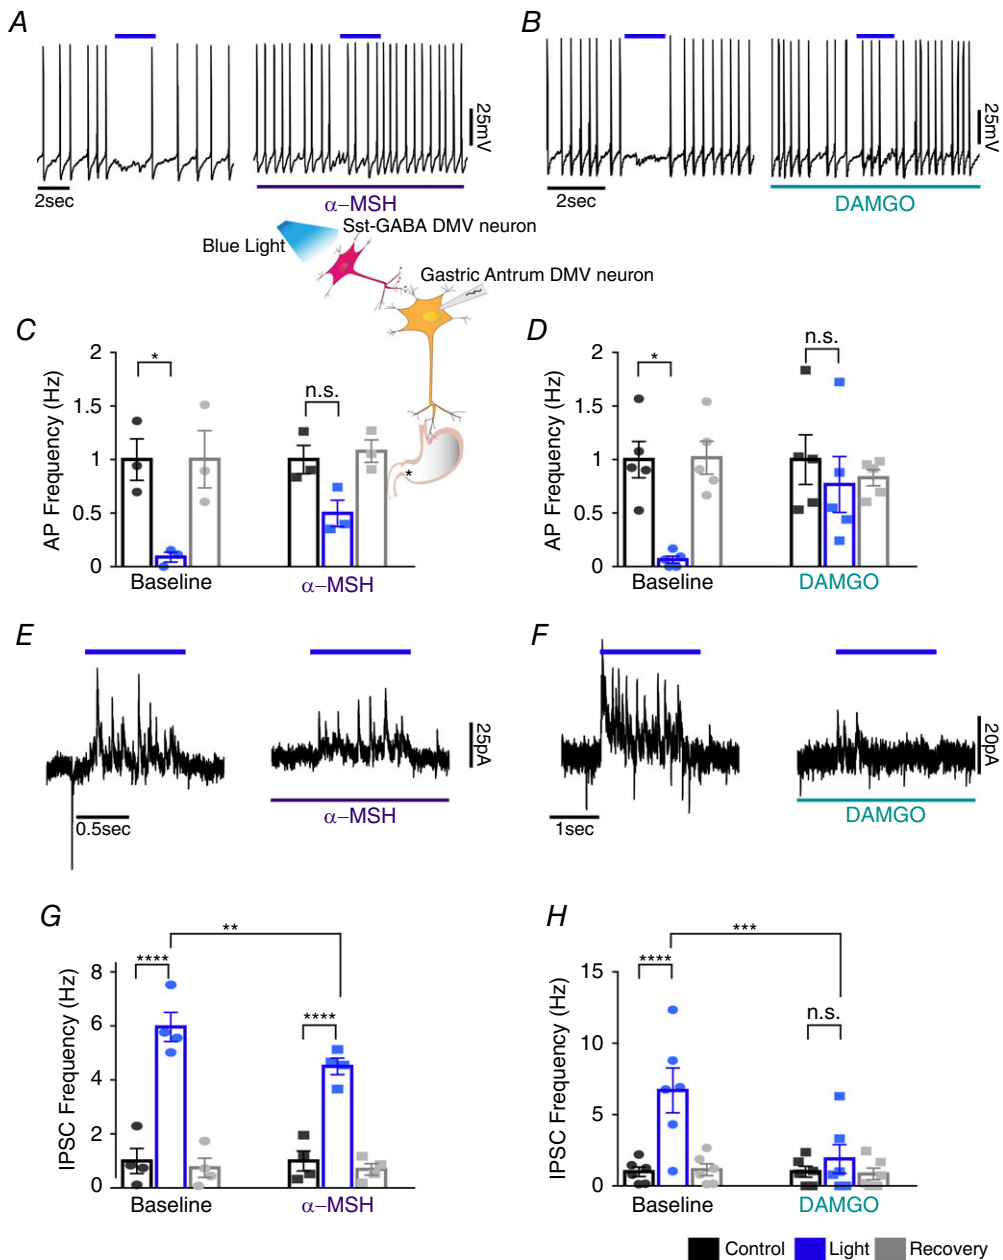 A
B
25mV
25mV
2sec
α–MSH
2sec
DAMGO
Blue Light
Sst-GABA DMV neuron
Gastric Antrum DMV neuron
C
AP Frequency (Hz)
2
1.5
1
0.5
0
*
n.s.
*
Baseline
α–MSH
D
AP Frequency (Hz)
2
1.5
1
0.5
0
*
n.s.
Baseline
DAMGO
E
0.5sec
α–MSH
25pA
F
1sec
DAMGO
20pA
G
IPSC Frequency (Hz)
8
6
4
2
0
**
****
****
Baseline
α–MSH
H
IPSC Frequency (Hz)
15
10
5
0
***
****
n.s.
Baseline
DAMGO
Control Light Recovery